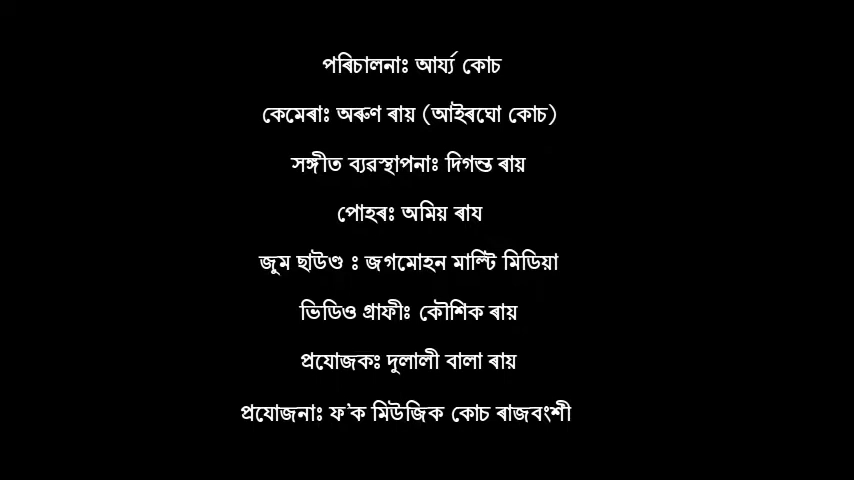 পৰিচালনাঃ আৰ্য্য কোচ
কেমেৰাঃ অৰুণ ৰায় (আইৰঘো কোচ)
সঙ্গীত ব্যৱস্থাপনাঃ দিগন্ত ৰায়
পোহৰঃ অমিয় ৰায
জুম ছাউণ্ড ঃ জগমোহন মাল্টি মিডিয়া
ভিডিও গ্ৰাফীঃ কৌশিক ৰায়
প্ৰযোজকঃ দুলালী বালা ৰায়
প্ৰযোজনাঃ ফ’ক মিউজিক কোচ ৰাজবংশী